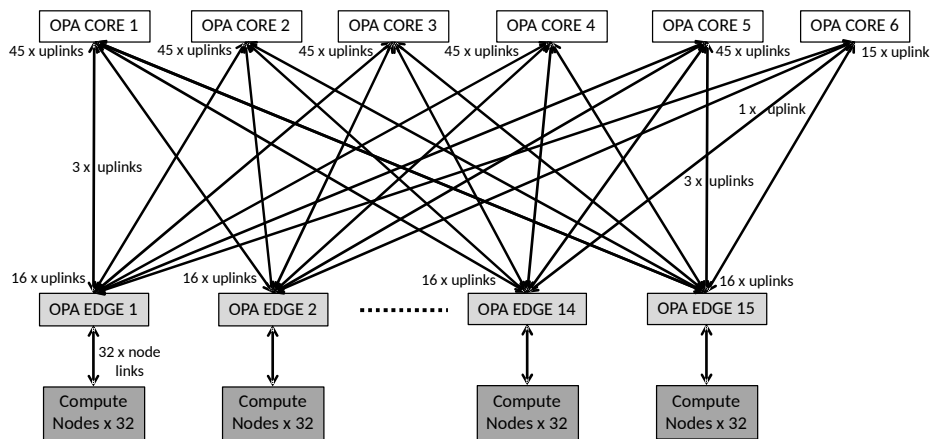 OPA CORE 1
OPA CORE 2
OPA CORE 3
OPA CORE 4
OPA CORE 5
OPA CORE 6
45 x uplinks
45 x uplinks
45 x uplinks
45 x uplinks
45 x uplinks
15 x uplink
1 x uplink
3 x uplinks
3 x uplinks
16 x uplinks
16 x uplinks
16 x uplinks
16 x uplinks
OPA EDGE 1
OPA EDGE 2
OPA EDGE 14
OPA EDGE 15
32 x node
links
Compute
Nodes x 32
Compute
Nodes x 32
Compute
Nodes x 32
Compute
Nodes x 32